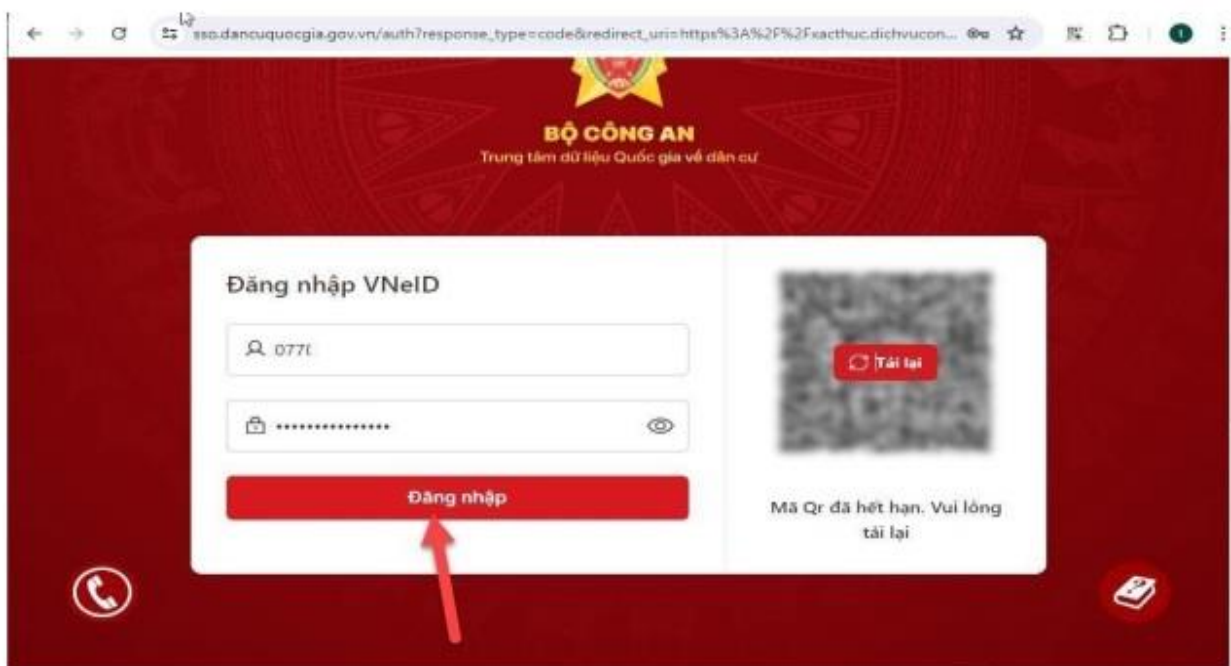 sso.dancuquocgia.gov.vn/auth?response_type=code&redirect_uri=https%3A%2F%2Fxacthuc.dichvucon...
BỘ CÔNG AN
Trung tâm dữ liệu Quốc gia về dân cư
Đăng nhập VNeID
077
Tải lại
••••••••••••••••
Đăng nhập
Mã Qr đã hết hạn. Vui lòng
tải lại